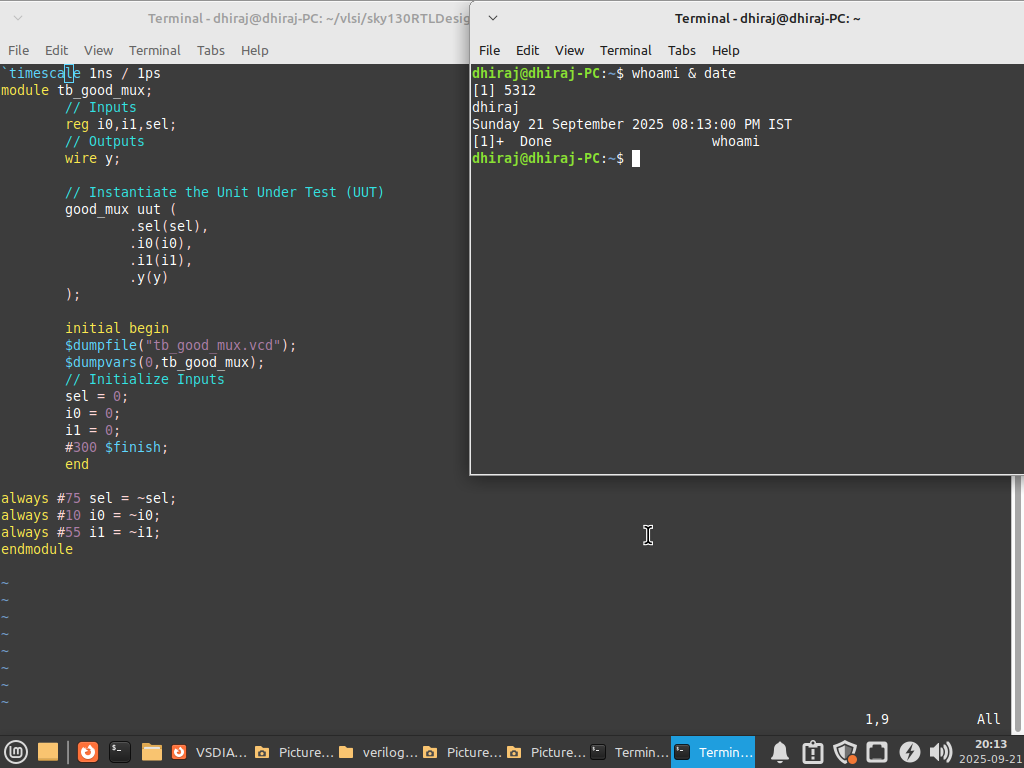 Terminal - dhiraj@dhiraj-PC: ~/vlsi/sky130RTLDesig
File Edit View Terminal Tabs Help
`timescale 1ns / 1ps
module tb_good_mux;
        // Inputs
        reg i0,i1,sel;
        // Outputs
        wire y;

        // Instantiate the Unit Under Test (UUT)
        good_mux uut (
                .sel(sel),
                .i0(i0),
                .i1(i1),
                .y(y)
        );

        initial begin
        $dumpfile("tb_good_mux.vcd");
        $dumpvars(0,tb_good_mux);
        // Initialize Inputs
        sel = 0;
        i0 = 0;
        i1 = 0;
        #300 $finish;
        end

always #75 sel = ~sel;
always #10 i0 = ~i0;
always #55 i1 = ~i1;
endmodule

~
~
~
~
~
~
~
~
1,9 All
Terminal - dhiraj@dhiraj-PC: ~
File Edit View Terminal Tabs Help
dhiraj@dhiraj-PC:~$ whoami & date
[1] 5312
dhiraj
Sunday 21 September 2025 08:13:00 PM IST
[1]+  Done                    whoami
dhiraj@dhiraj-PC:~$
VSDIA... Picture... verilog... Picture... Picture... Termin... Termin...
20:13
2025-09-21